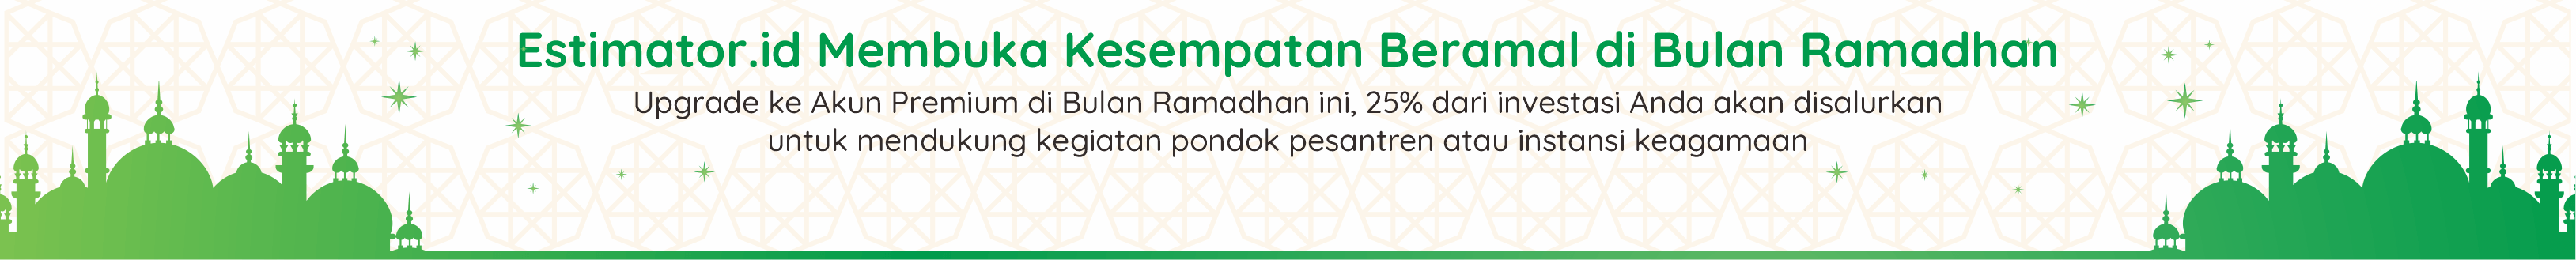 Estimator.id Membuka Kesempatan Beramal di Bulan Ramadhan
Upgrade ke Akun Premium di Bulan Ramadhan ini, 25% dari investasi Anda akan disalurkan
untuk mendukung kegiatan pondok pesantren atau instansi keagamaan